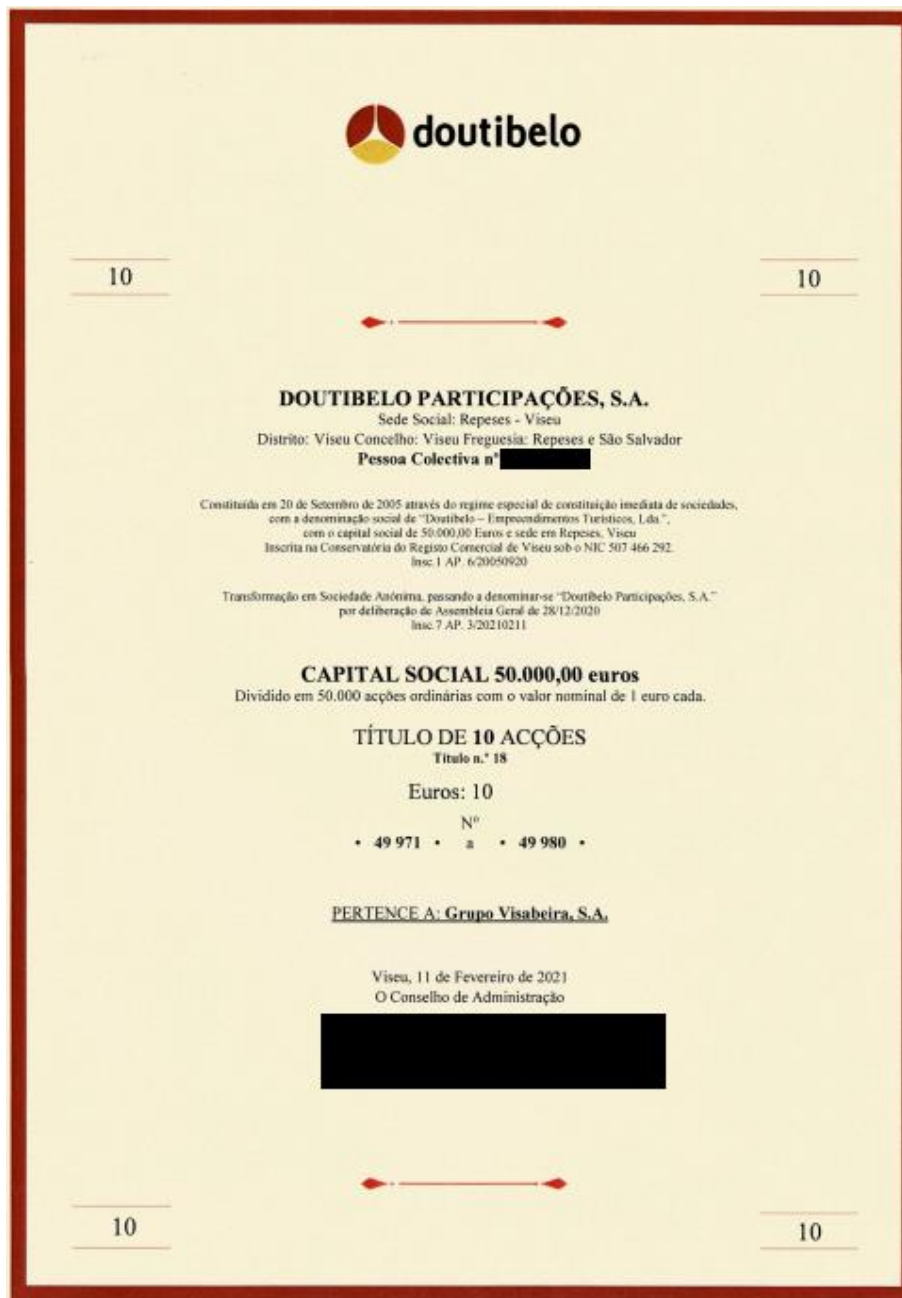 doutibelo
10 10
DOUTIBELO PARTICIPAÇÕES, S.A.
Sede Social: Repeses - Viseu
Distrito: Viseu Concelho: Viseu Freguesia: Repeses e São Salvador
Pessoa Colectiva nº
Constituída em 20 de Setembro de 2005 através do regime especial de constituição imediata de sociedades,
com a denominação social de "Doutibelo – Empreendimentos Turísticos, Lda.",
com o capital social de 50.000,00 Euros e sede em Repeses, Viseu
Inscrita na Conservatória do Registo Comercial de Viseu sob o NIC 507 466 292.
Insc.1 AP. 6/20050920
Transformação em Sociedade Anónima, passando a denominar-se "Doutibelo Participações, S.A."
por deliberação de Assembleia Geral de 28/12/2020
Insc.7 AP. 3/20210211
CAPITAL SOCIAL 50.000,00 euros
Dividido em 50.000 acções ordinárias com o valor nominal de 1 euro cada.
TÍTULO DE 10 ACÇÕES
Título n.º 18
Euros: 10
Nº
• 49 971 • a • 49 980 •
PERTENCE A: Grupo Visabeira, S.A.
Viseu, 11 de Fevereiro de 2021
O Conselho de Administração
10 10